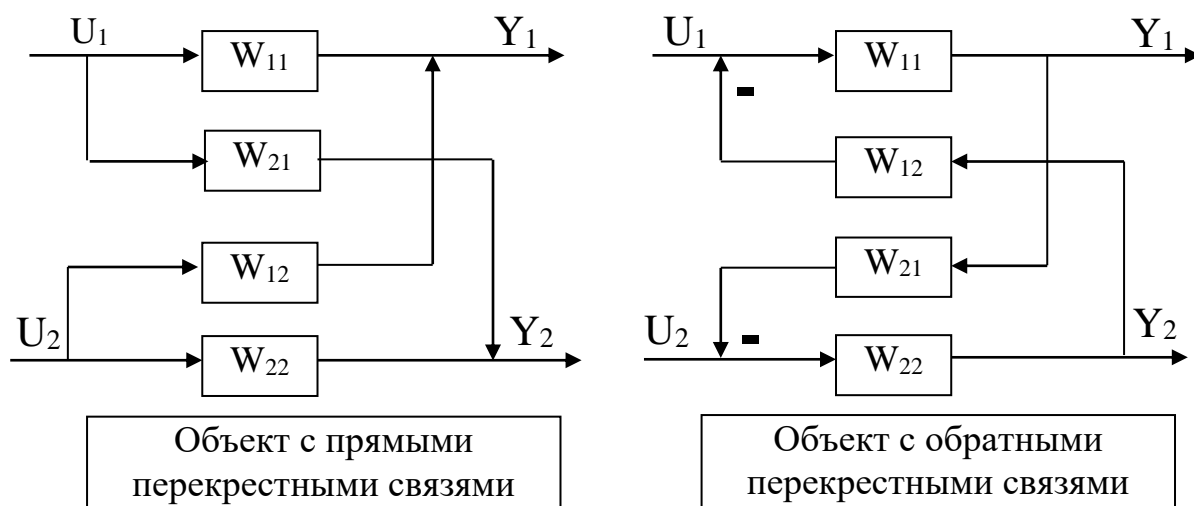 U₁ Y₁
W₁₁
W₂₁
W₁₂
U₂ Y₂
W₂₂
Объект с прямыми
перекрестными связями
U₁ Y₁
-
W₁₁
W₁₂
W₂₁
U₂ Y₂
-
W₂₂
Объект с обратными
перекрестными связями